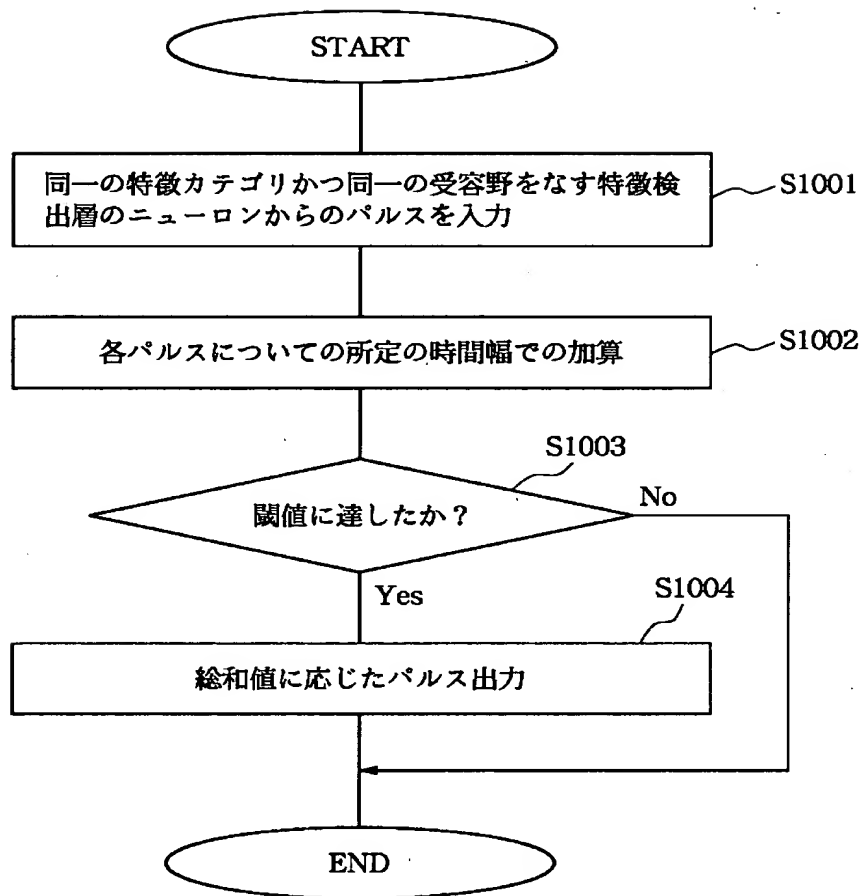 START
同一の特徴カテゴリかつ同一の受容野をなす特徴検
出層のニューロンからのパルスを入力
S1001
各パルスについての所定の時間幅での加算
S1002
S1003
閾値に達したか？
No
Yes
S1004
総和値に応じたパルス出力
END